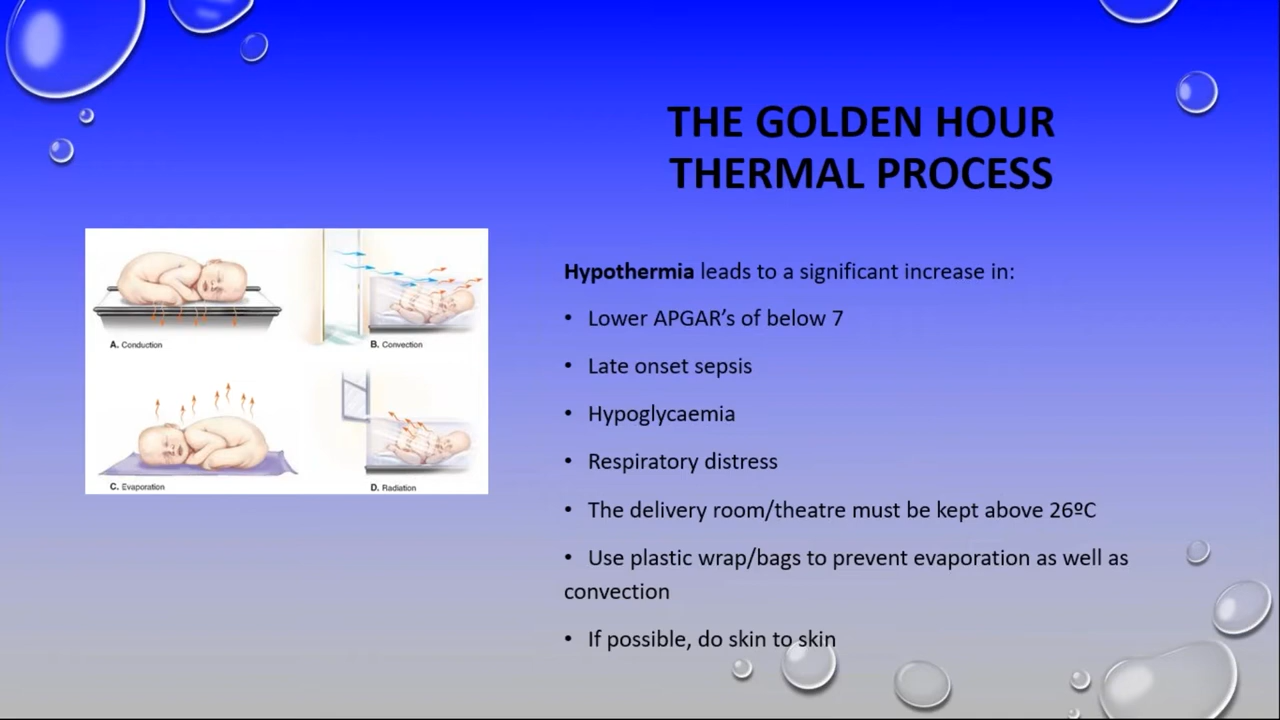 THE GOLDEN HOUR
THERMAL PROCESS
A. Conduction
B. Convection
C. Evaporation
D. Radiation
Hypothermia leads to a significant increase in:
• Lower APGAR’s of below 7
• Late onset sepsis
• Hypoglycaemia
• Respiratory distress
• The delivery room/theatre must be kept above 26ºC
• Use plastic wrap/bags to prevent evaporation as well as
convection
• If possible, do skin to skin